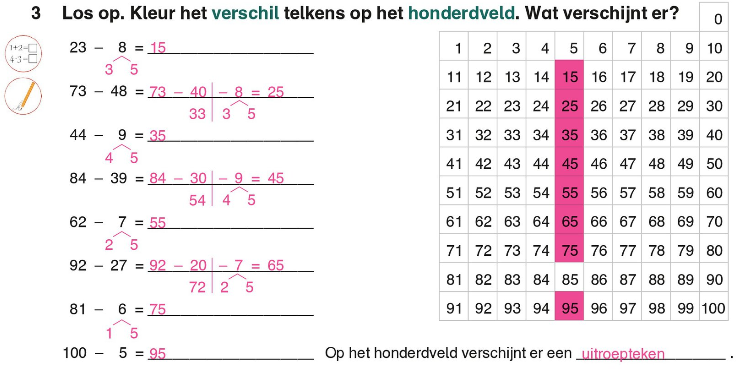 3 Los op. Kleur het verschil telkens op het honderdveld. Wat verschijnt er?
1+2=
4-3=
23 – 8 = 15
3 5
73 – 48 = 73 – 40 – 8 = 25
33 3 5
44 – 9 = 35
4 5
84 – 39 = 84 – 30 – 9 = 45
54 4 5
62 – 7 = 55
2 5
92 – 27 = 92 – 20 – 7 = 65
72 2 5
81 – 6 = 75
1 5
100 – 5 = 95
0
1 2 3 4 5 6 7 8 9 10
11 12 13 14 15 16 17 18 19 20
21 22 23 24 25 26 27 28 29 30
31 32 33 34 35 36 37 38 39 40
41 42 43 44 45 46 47 48 49 50
51 52 53 54 55 56 57 58 59 60
61 62 63 64 65 66 67 68 69 70
71 72 73 74 75 76 77 78 79 80
81 82 83 84 85 86 87 88 89 90
91 92 93 94 95 96 97 98 99 100
Op het honderdveld verschijnt er een uitroepteken .